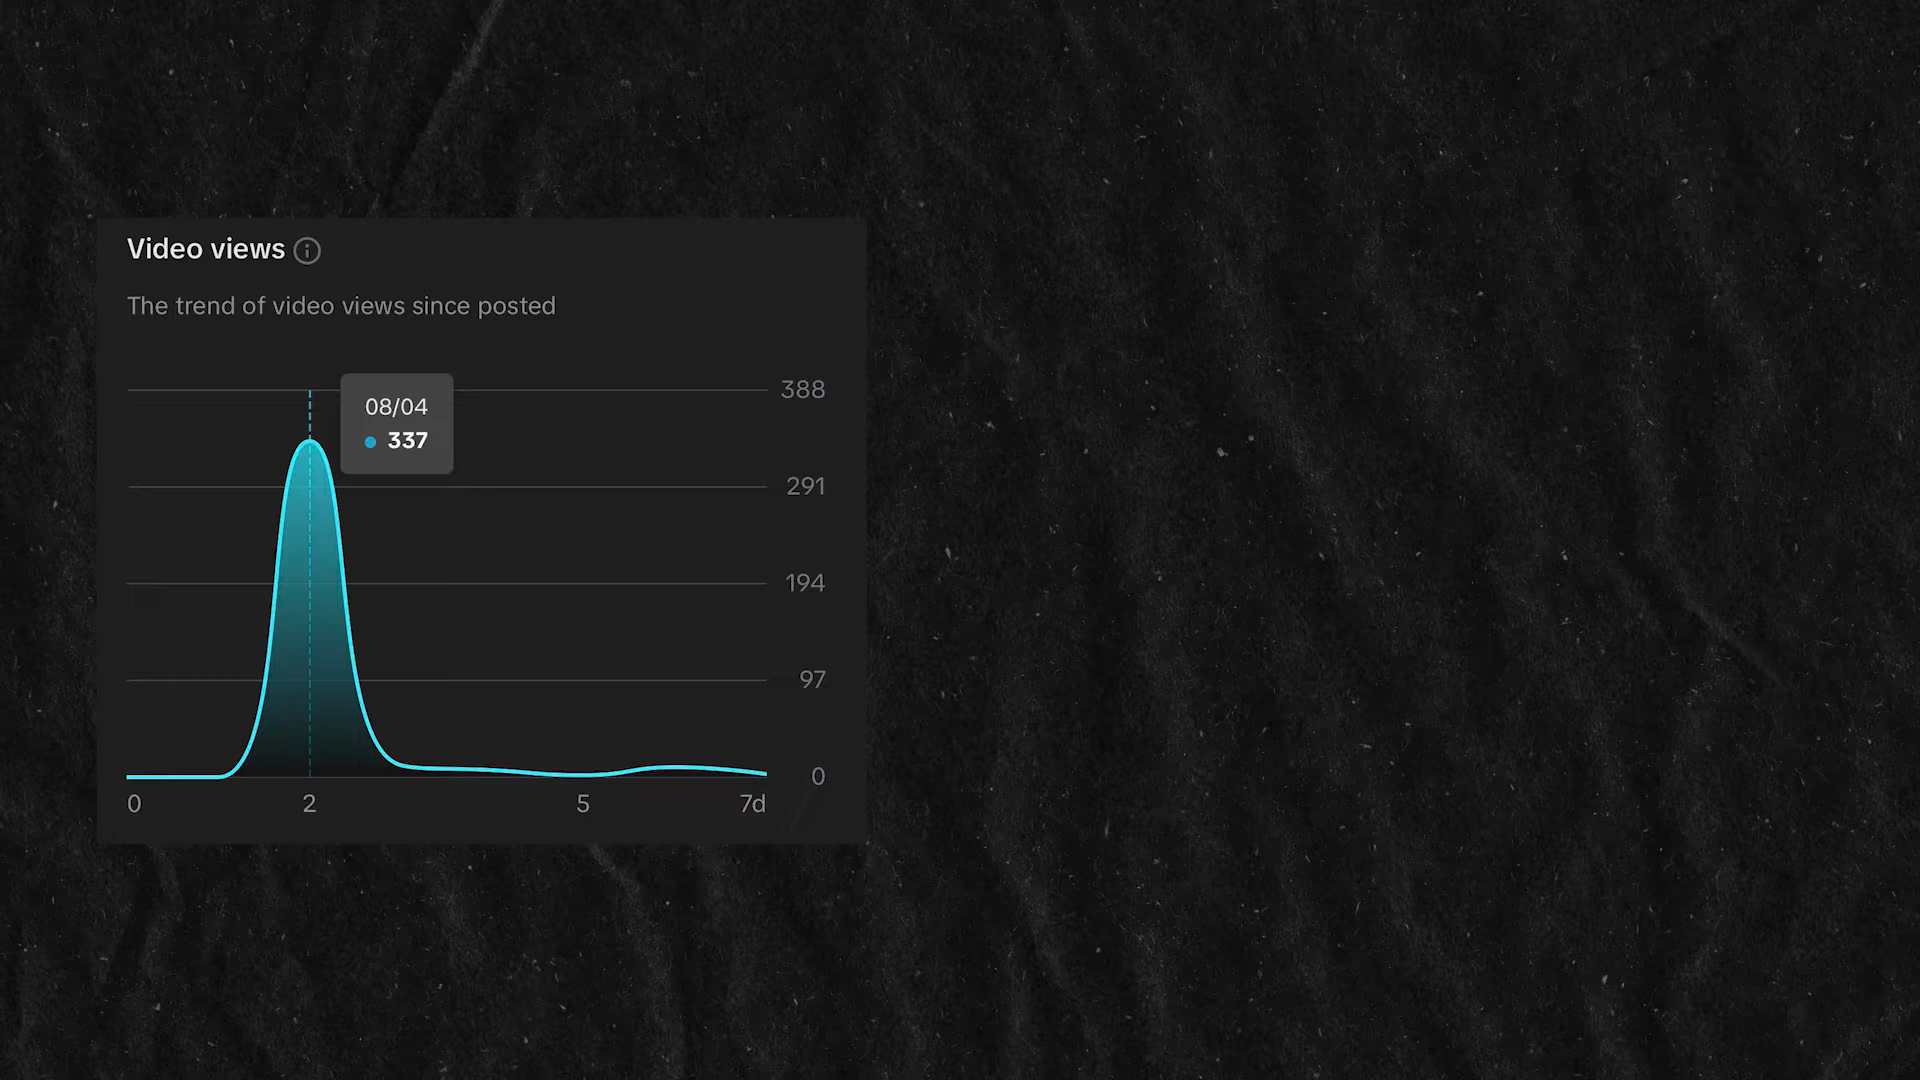 Video views
The trend of video views since posted
388
08/04
337
291
194
97
0
0 2 5 7d